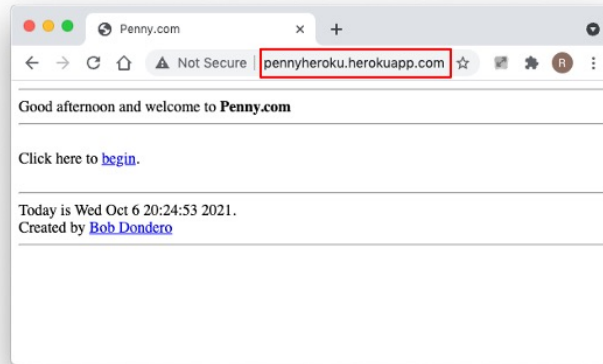 Penny.com
Not Secure | pennyheroku.herokuapp.com
R
Good afternoon and welcome to Penny.com
Click here to begin.
Today is Wed Oct 6 20:24:53 2021.
Created by Bob Dondero